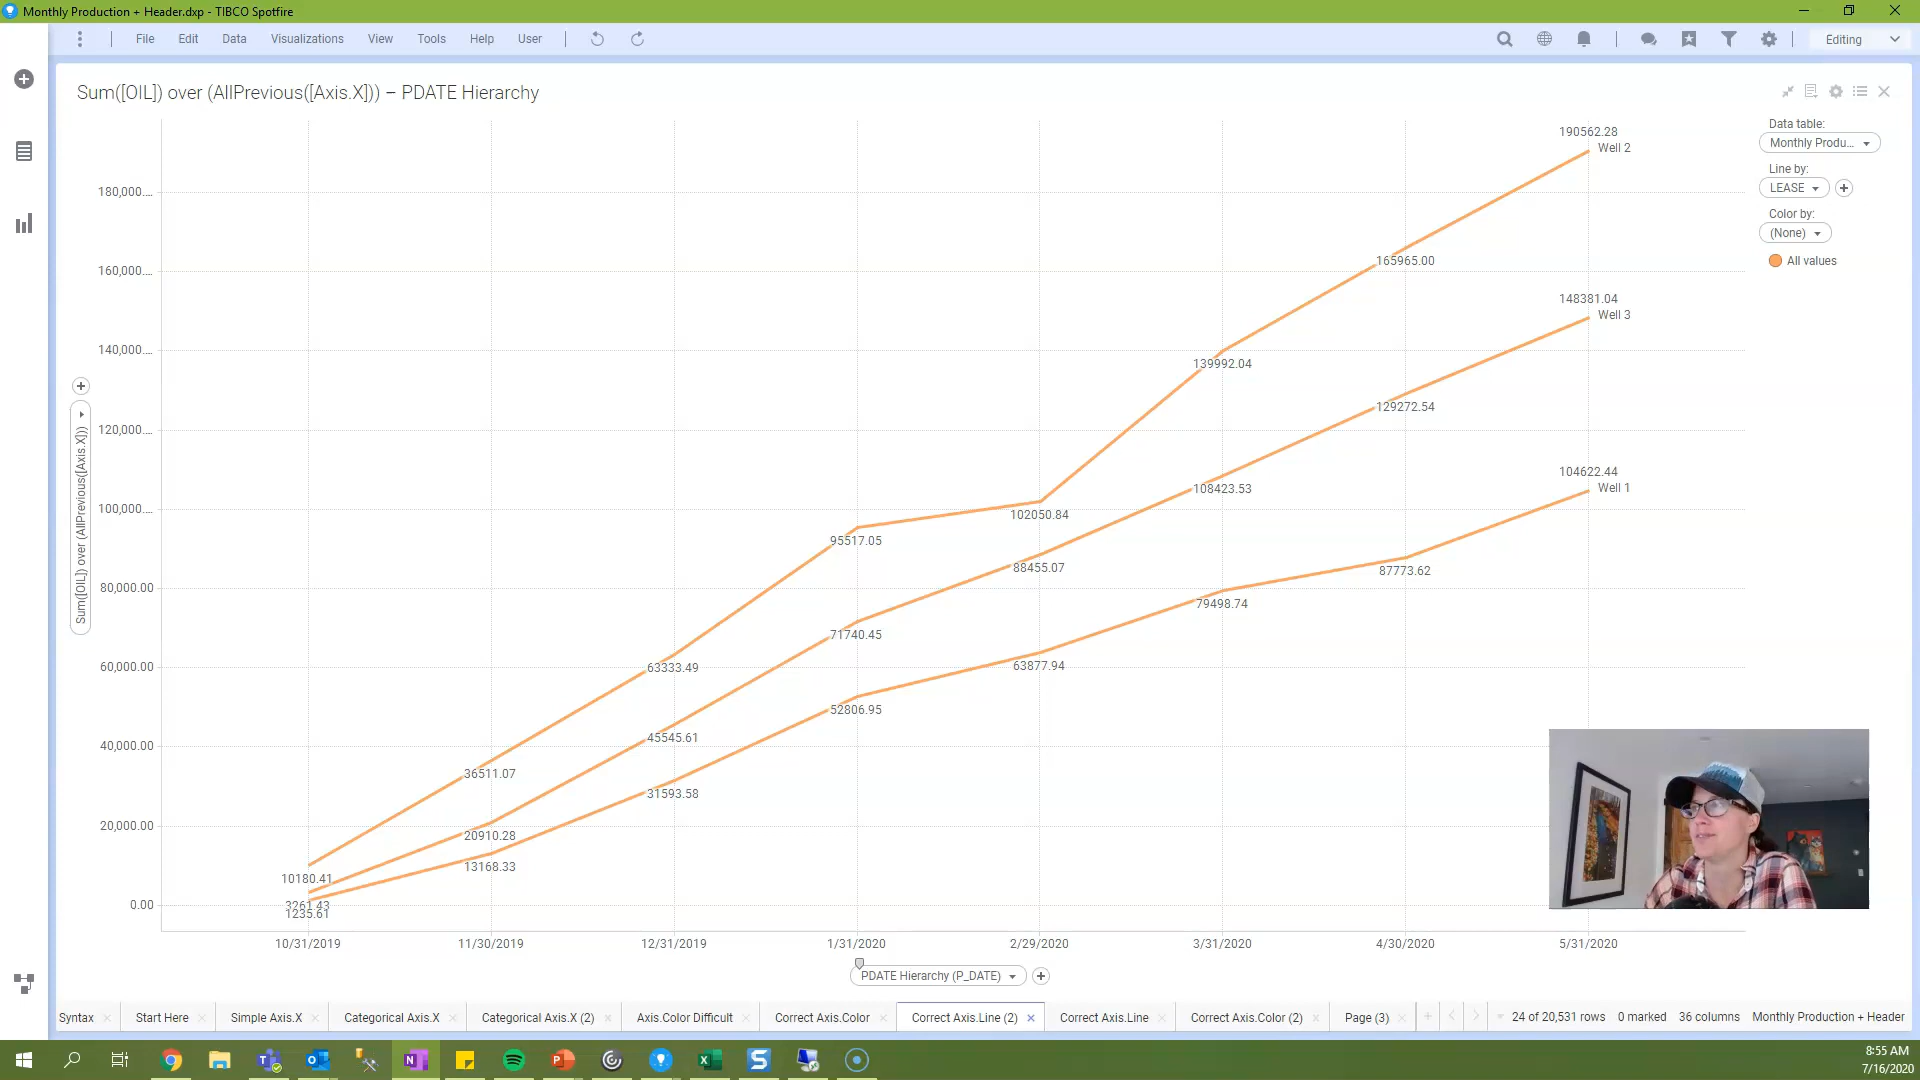 Monthly Production + Header.dxp - TIBCO Spotfire
File Edit Data Visualizations View Tools Help User Editing
Sum([OIL]) over (AllPrevious([Axis.X])) – PDATE Hierarchy
Data table:
Monthly Produ...
Line by:
LEASE
Color by:
(None)
All values
Sum([OIL]) over (AllPrevious([Axis.X]))
180,000....
160,000....
140,000....
120,000....
100,000....
80,000.00
60,000.00
40,000.00
20,000.00
0.00
190562.28
Well 2
165965.00
148381.04
Well 3
139992.04
129272.54
104622.44
Well 1
108423.53
102050.84
95517.05
88455.07
87773.62
79498.74
71740.45
63877.94
63333.49
52806.95
45545.61
36511.07
31593.58
20910.28
13168.33
10180.41
3261.43
1235.61
10/31/2019 11/30/2019 12/31/2019 1/31/2020 2/29/2020 3/31/2020 4/30/2020 5/31/2020
PDATE Hierarchy (P_DATE)
Syntax Start Here Simple Axis.X Categorical Axis.X Categorical Axis.X (2) Axis.Color Difficult Correct Axis.Color Correct Axis.Line (2) Correct Axis.Line Correct Axis.Color (2) Page (3) 24 of 20,531 rows 0 marked 36 columns Monthly Production + Header
8:55 AM
7/16/2020